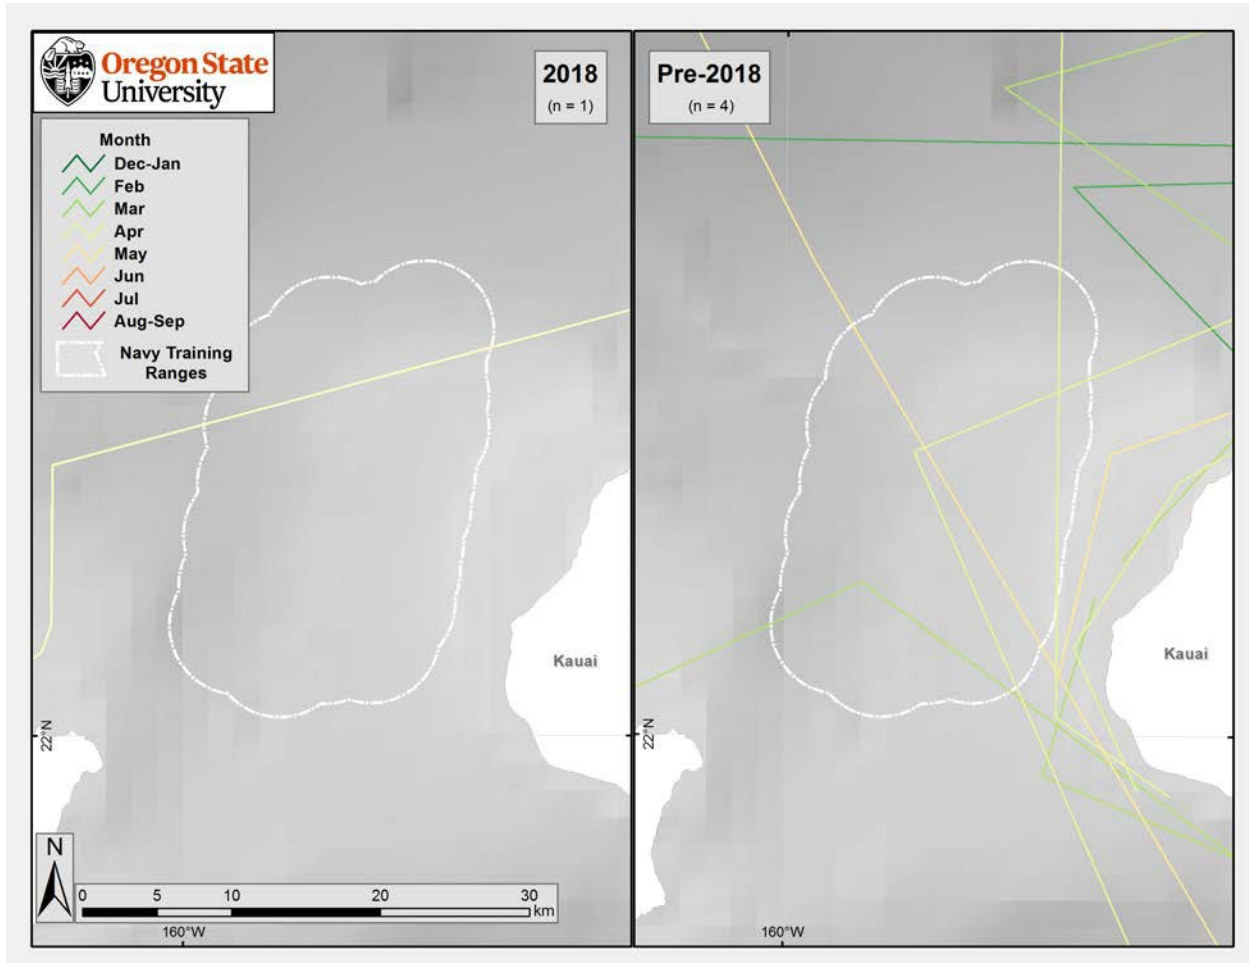 Oregon State
University
2018
(n = 1)
Pre-2018
(n = 4)
Month
Dec-Jan
Feb
Mar
Apr
May
Jun
Jul
Aug-Sep
Navy Training
Ranges
Kauai
Kauai
22°N
22°N
N
0 5 10 20 30
km
160°W
160°W